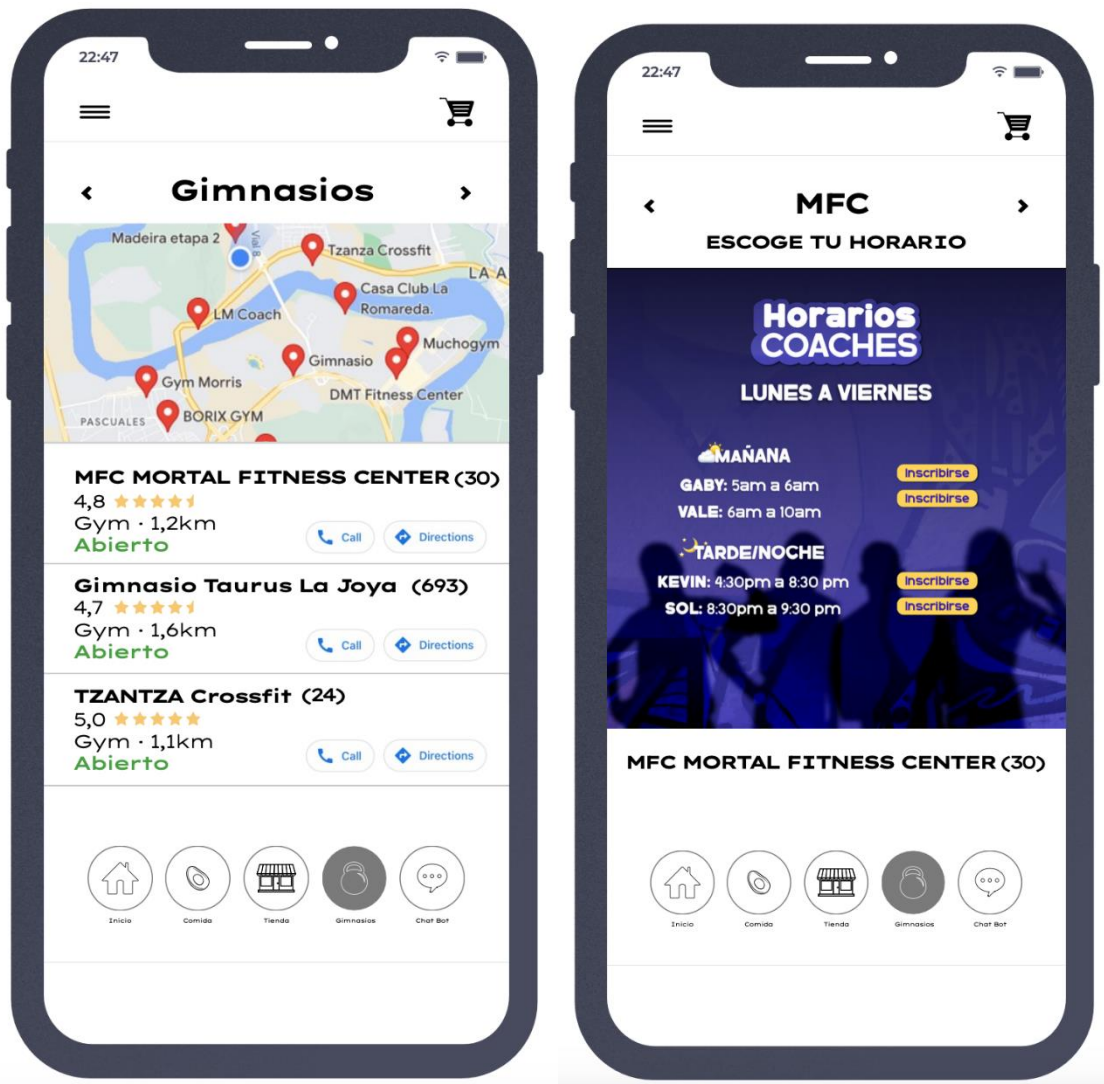 22:47
Gimnasios
Madeira etapa 2
Vial 8
Tzanza Crossfit
LA A
Casa Club La
Romareda.
LM Coach
Muchogym
Gimnasio
Gym Morris
DMT Fitness Center
PASCUALES
BORIX GYM
MFC MORTAL FITNESS CENTER (30)
4,8
Gym · 1,2km
Abierto
Call
Directions
Gimnasio Taurus La Joya (693)
4,7
Gym · 1,6km
Abierto
Call
Directions
TZANTZA Crossfit (24)
5,0
Gym · 1,1km
Abierto
Call
Directions
Inicio
Comida
Tienda
Gimnasios
Chat Bot
22:47
MFC
ESCOGE TU HORARIO
Horarios
COACHES
LUNES A VIERNES
MAÑANA
GABY: 5am a 6am
Inscribirse
VALE: 6am a 10am
Inscribirse
TARDE/NOCHE
KEVIN: 4:30pm a 8:30 pm
Inscribirse
SOL: 8:30pm a 9:30 pm
Inscribirse
MFC MORTAL FITNESS CENTER (30)
Inicio
Comida
Tienda
Gimnasios
Chat Bot